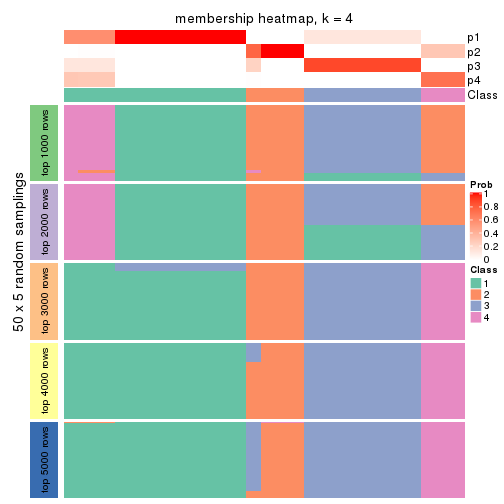 membership heatmap, k = 4
p1
p2
p3
p4
Class
50 x 5 random samplings
top 1000 rows
top 2000 rows
top 3000 rows
top 4000 rows
top 5000 rows
Prob
1
0.8
0.6
0.4
0.2
0
Class
1
2
3
4